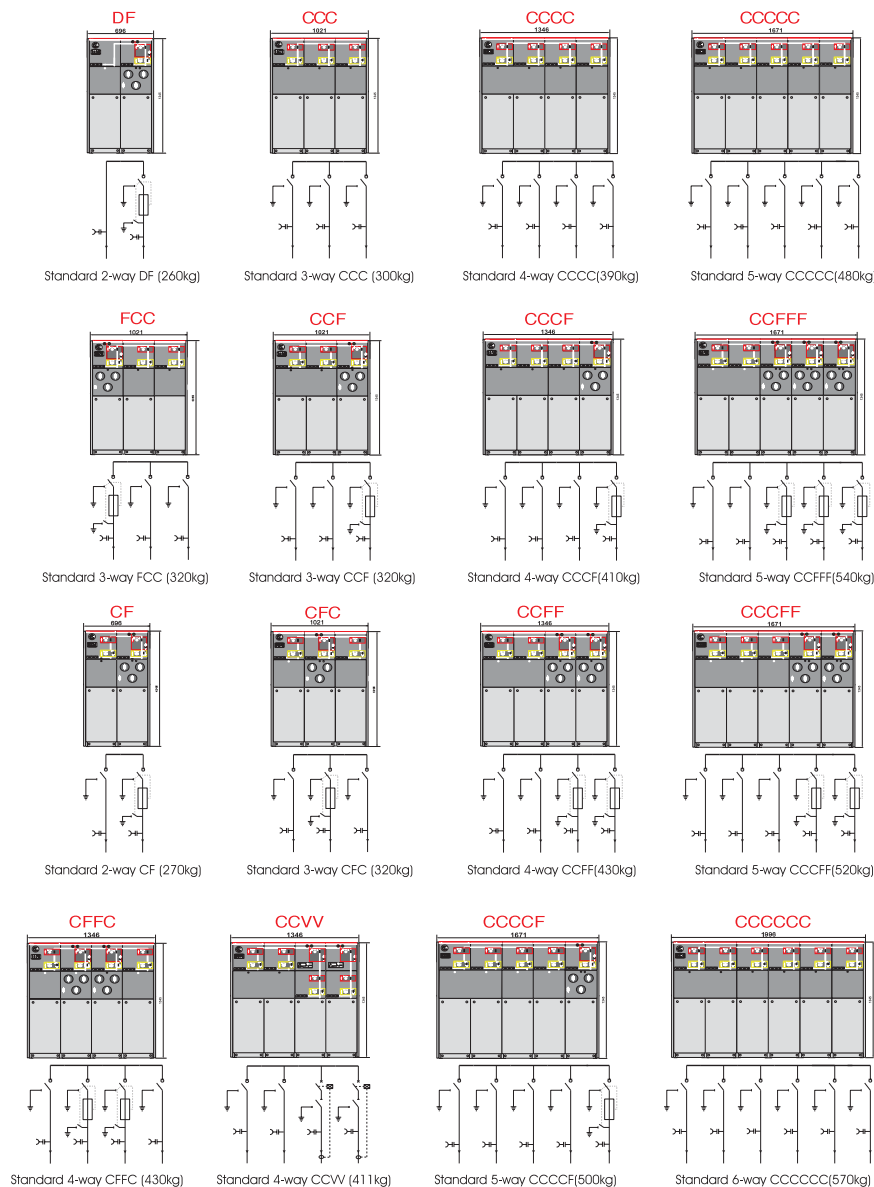 DF CCC CCCC CCCCC
696 1021 1346 1671
Standard 2-way DF (260kg) Standard 3-way CCC (300kg) Standard 4-way CCCC(390kg) Standard 5-way CCCCC(480kg
FCC CCF CCCF CCFFF
1021 1021 1346 1671
Standard 3-way FCC (320kg) Standard 3-way CCF (320kg) Standard 4-way CCCF(410kg) Standard 5-way CCFFF(540kg)
CF CFC CCFF CCCFF
696 1021 1346 1671
Standard 2-way CF (270kg) Standard 3-way CFC (320kg) Standard 4-way CCFF(430kg) Standard 5-way CCCFF(520kg)
CFFC CCVV CCCCF CCCCCC
1346 1346 1671 1996
Standard 4-way CFFC (430kg) Standard 4-way CCVV (411kg) Standard 5-way CCCCF(500kg) Standard 6-way CCCCCC(570kg)